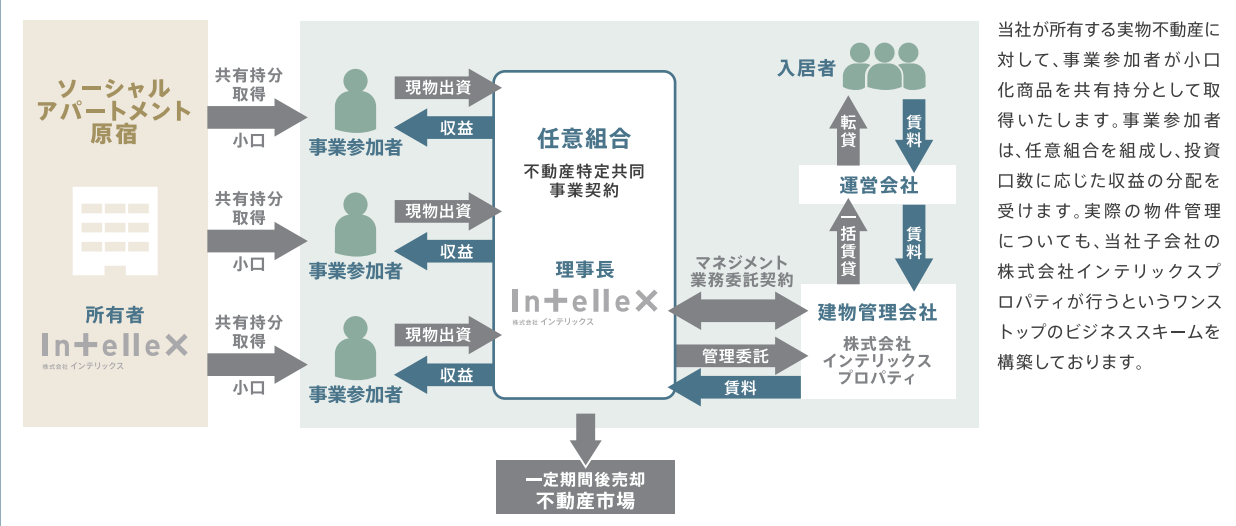 ソーシャル
アパートメント
原宿
所有者
Intellex
株式会社 インテリックス
共有持分
取得
小口
共有持分
取得
小口
共有持分
取得
小口
事業参加者
事業参加者
事業参加者
現物出資
収益
現物出資
収益
現物出資
収益
任意組合
不動産特定共同
事業契約
理事長
Intellex
株式会社 インテリックス
マネジメント
業務委託契約
管理委託
賃料
入居者
転貸
賃料
運営会社
一括賃貸
賃料
建物管理会社
株式会社
インテリックス
プロパティ
一定期間後売却
不動産市場
当社が所有する実物不動産に
対して、事業参加者が小口
化商品を共有持分として取
得いたします。事業参加者
は、任意組合を組成し、投資
口数に応じた収益の分配を
受けます。実際の物件管理
についても、当社子会社の
株式会社インテリックスプ
ロパティが行うというワンス
トップのビジネススキームを
構築しております。